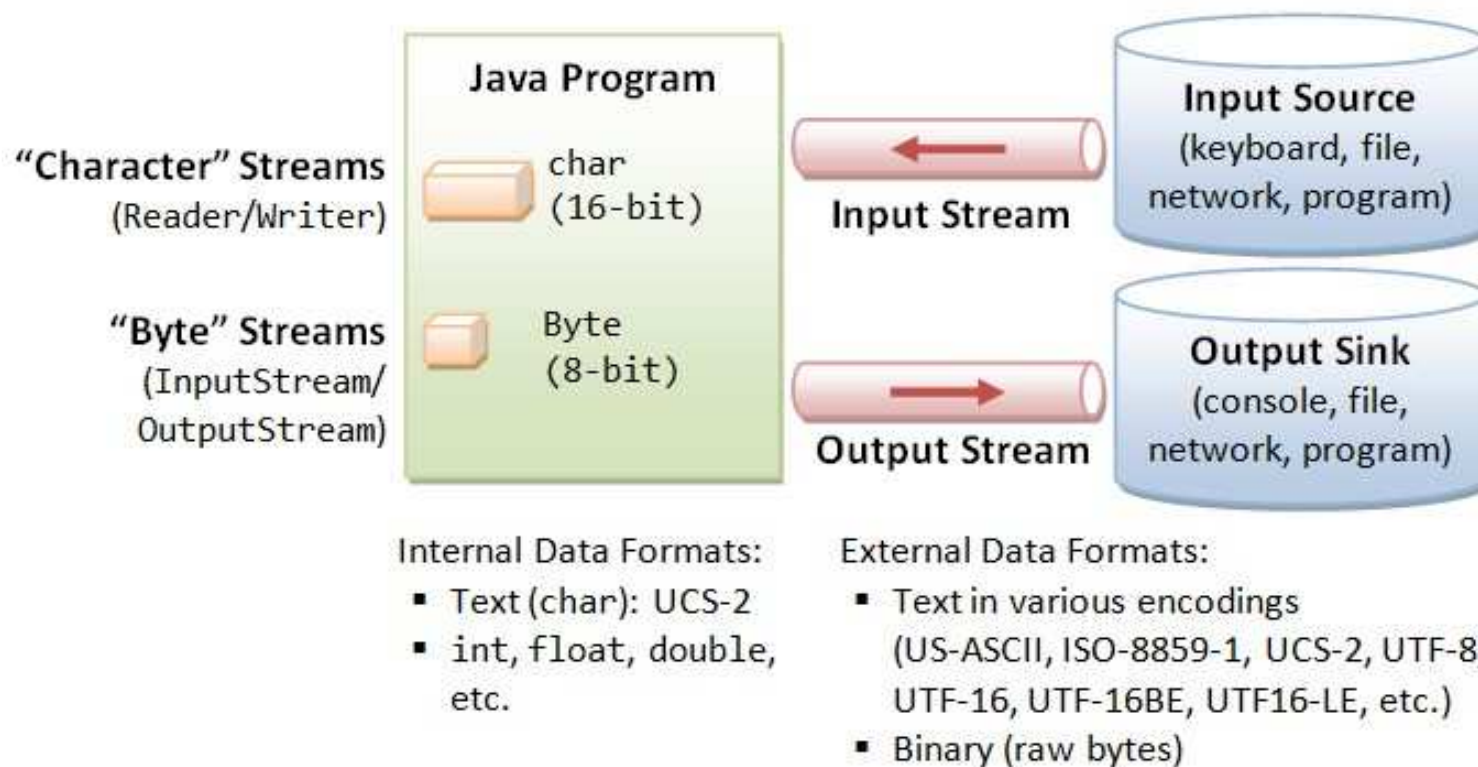 Java Program
“Character” Streams
(Reader/Writer)
char
(16-bit)
“Byte” Streams
(InputStream/
OutputStream)
Byte
(8-bit)
Input Stream
Input Source
(keyboard, file,
network, program)
Output Stream
Output Sink
(console, file,
network, program)
Internal Data Formats:
▪ Text (char): UCS-2
▪ int, float, double,
etc.
External Data Formats:
▪ Text in various encodings
(US-ASCII, ISO-8859-1, UCS-2, UTF-8
UTF-16, UTF-16BE, UTF16-LE, etc.)
▪ Binary (raw bytes)